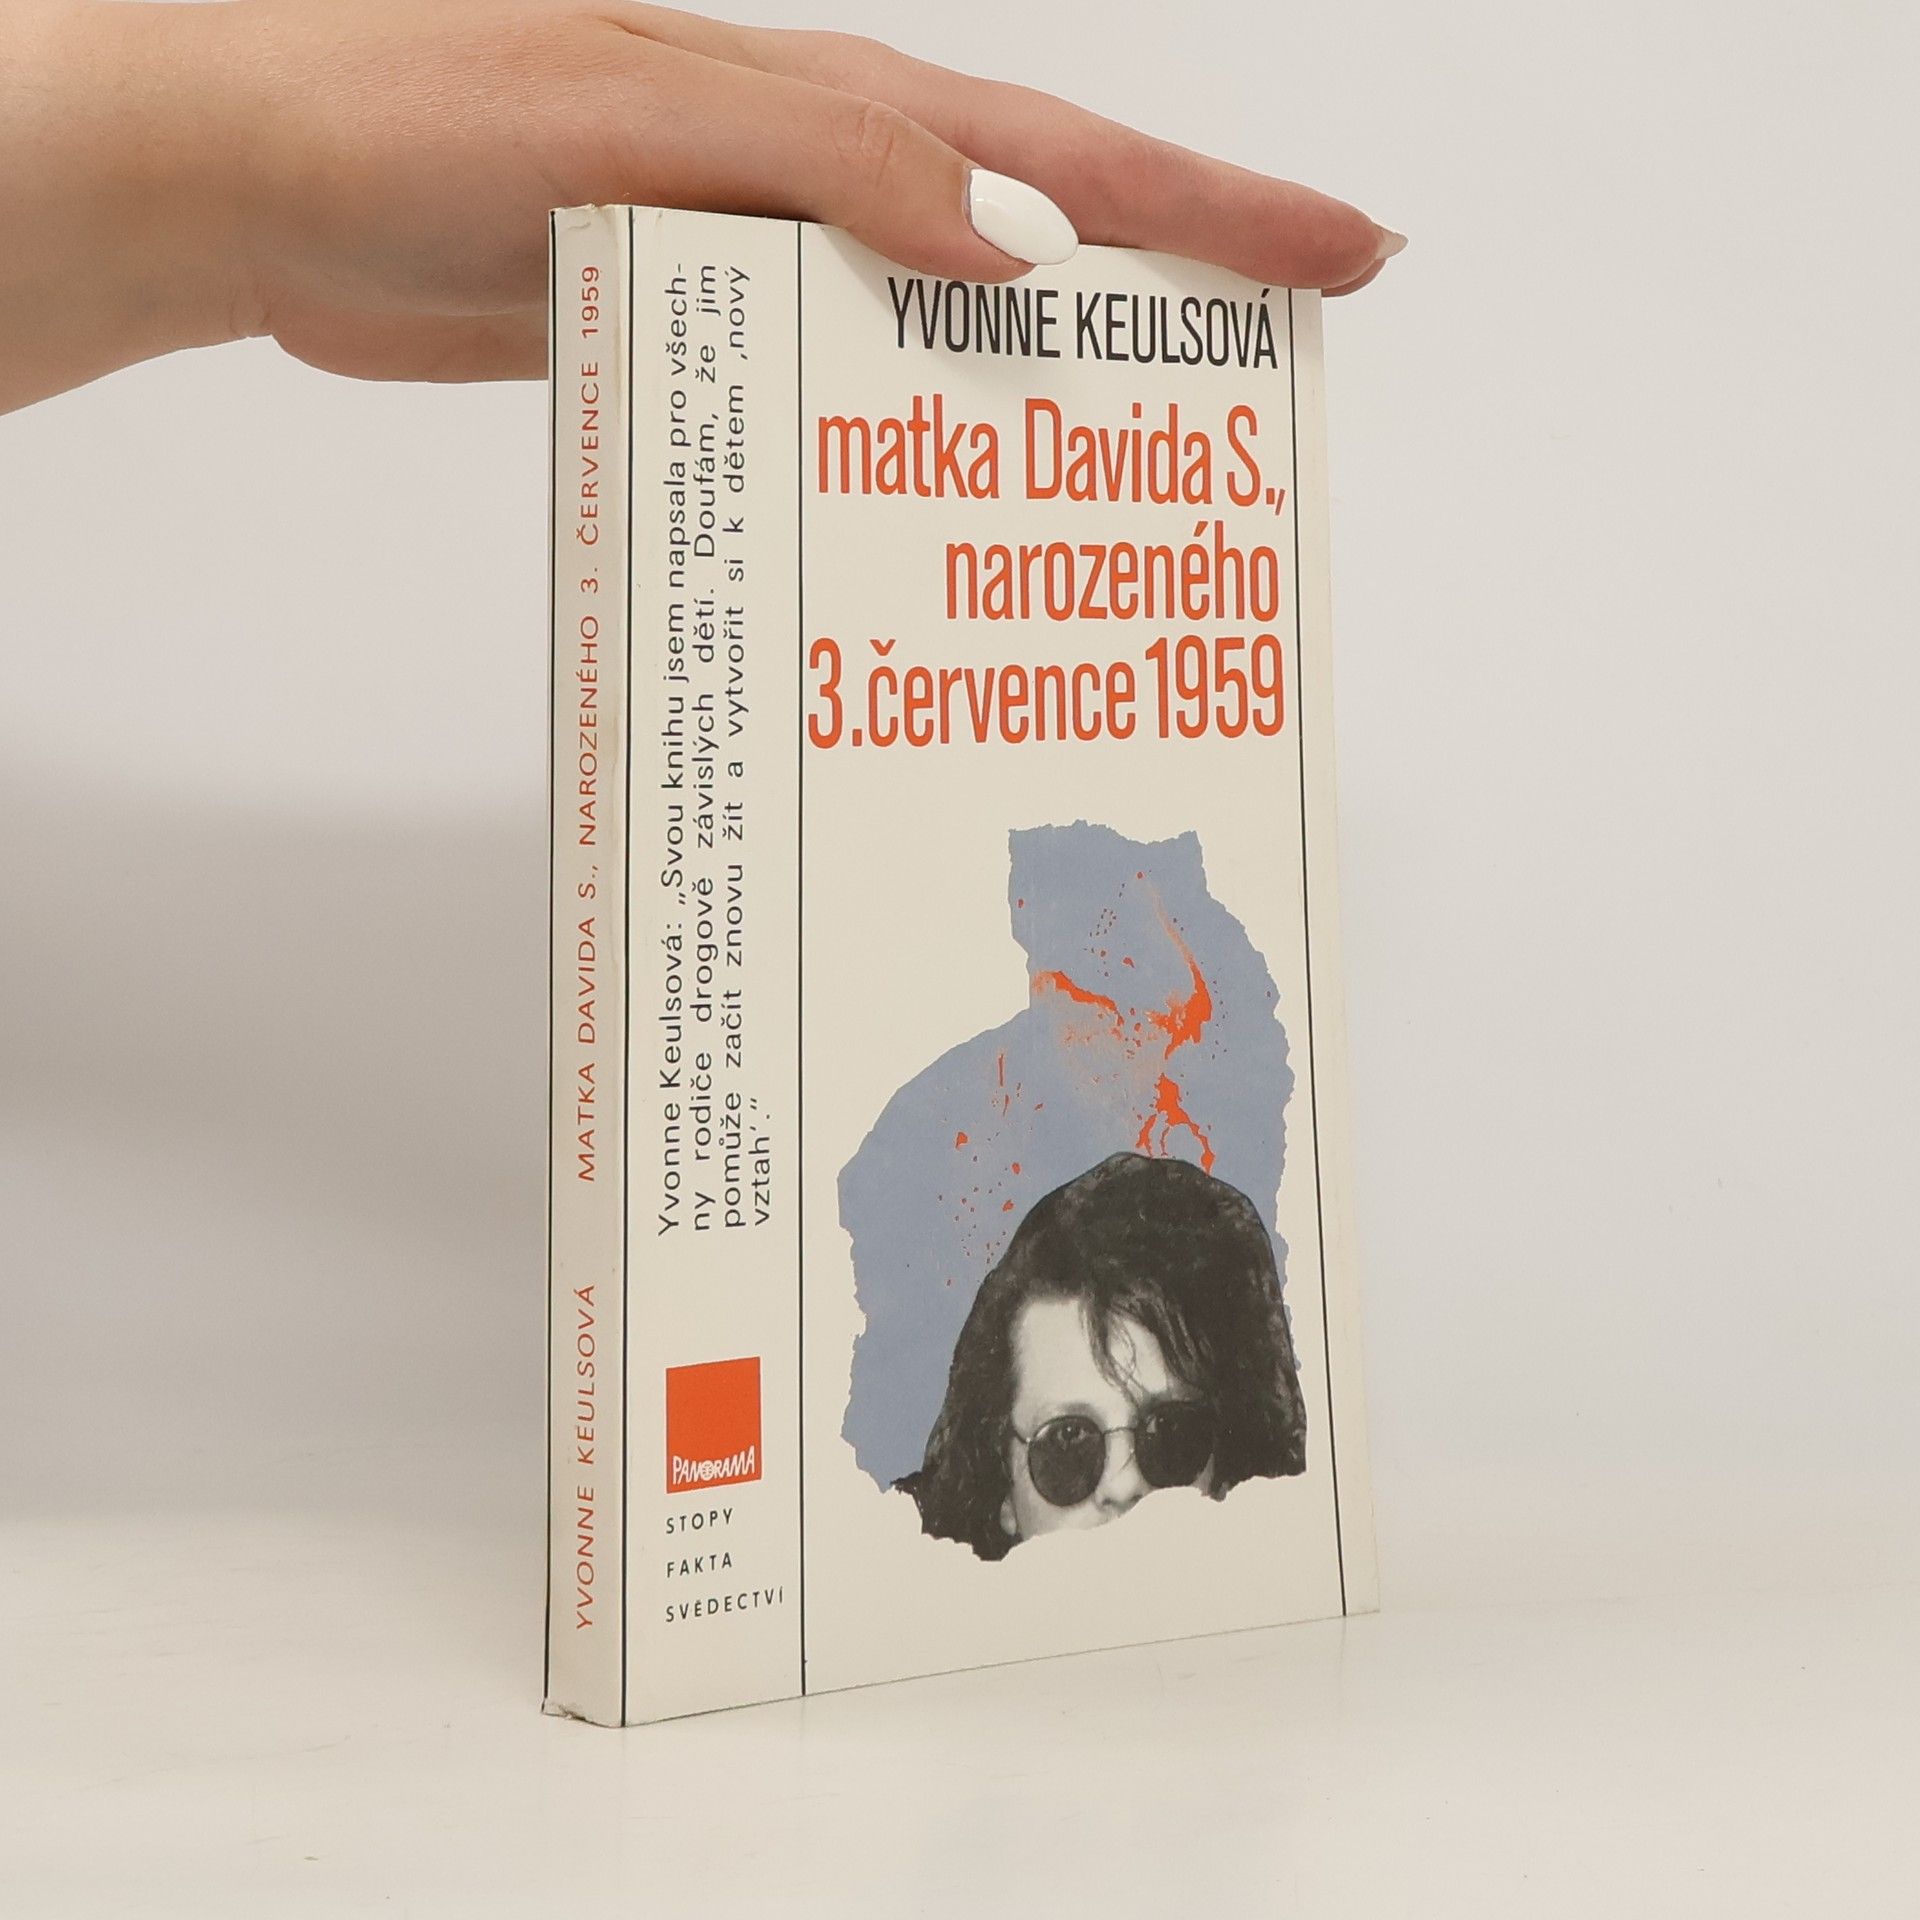 YVONNE KEULSOVÁ MATKA DAVIDA S., NAROZENÉHO 3. ČERVENCE 1959
Yvonne Keulsová: „Svou knihu jsem napsala pro všech-
ny rodiče drogově závislých dětí. Doufám, že jim
pomůže začít znovu žít a vytvořit si k dětem ‚nový
vztah‘.“
PANORAMA
STOPY
FAKTA
SVĚDECTVÍ
YVONNE KEULSOVÁ
matka Davida S.,
narozeného
3. července 1959